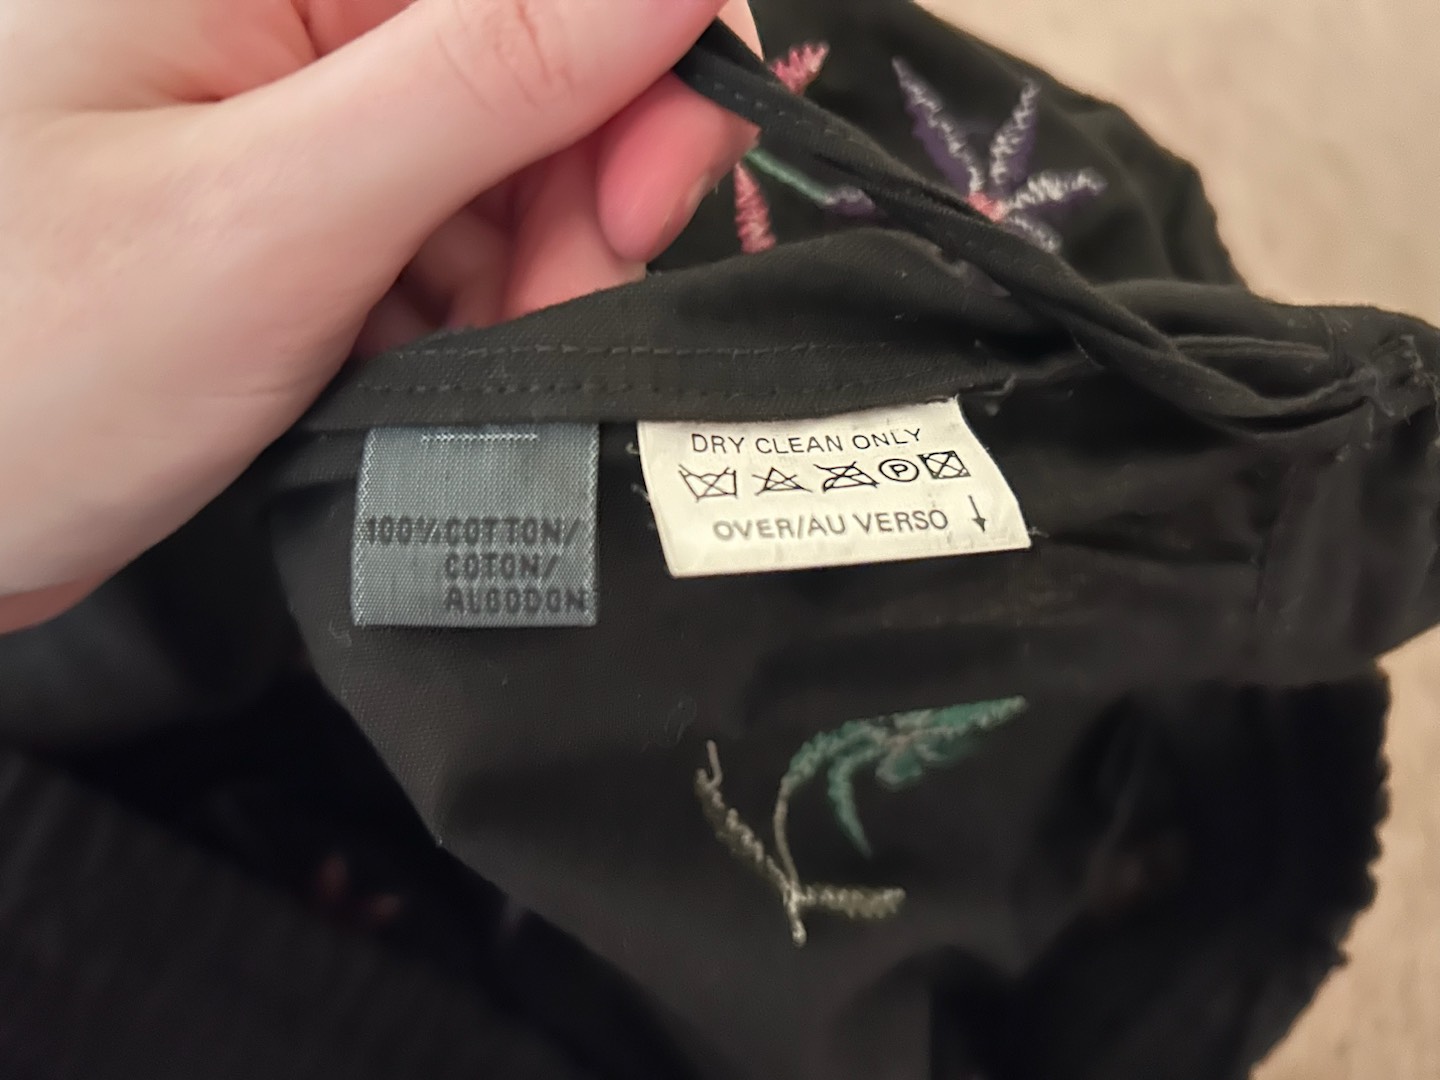 100% COTTON/
COTON/
ALGODON
DRY CLEAN ONLY
P
OVER/AU VERSO ↓